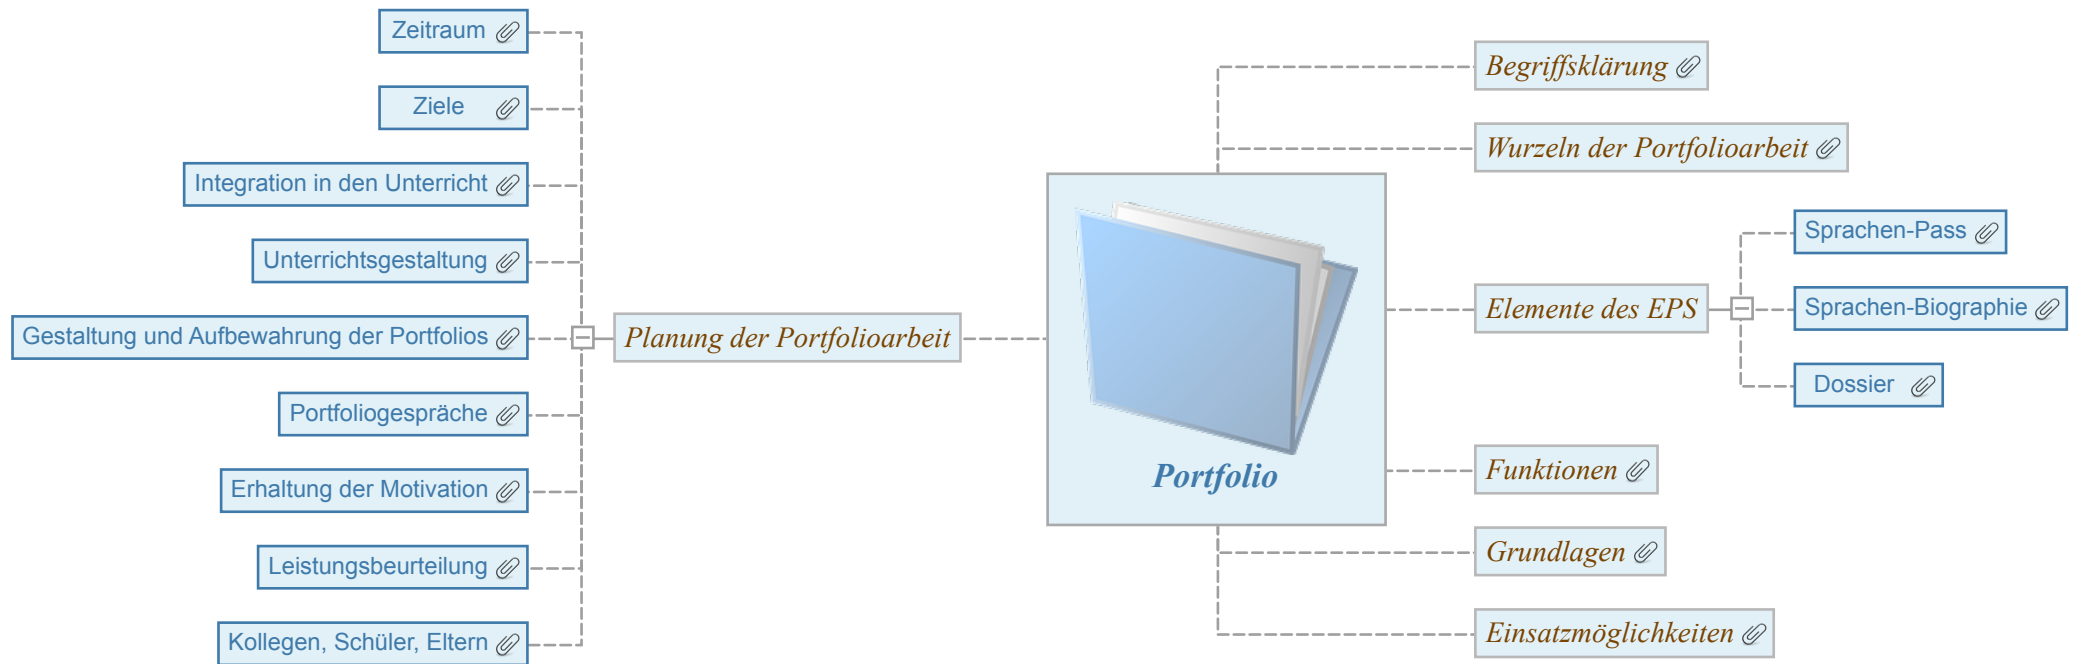 Zeitraum
Ziele
Integration in den Unterricht
Unterrichtsgestaltung
Gestaltung und Aufbewahrung der Portfolios
Portfoliogespräche
Erhaltung der Motivation
Leistungsbeurteilung
Kollegen, Schüler, Eltern
Planung der Portfolioarbeit
Portfolio
Begriffsklärung
Wurzeln der Portfolioarbeit
Elemente des EPS
Sprachen-Pass
Sprachen-Biographie
Dossier
Funktionen
Grundlagen
Einsatzmöglichkeiten